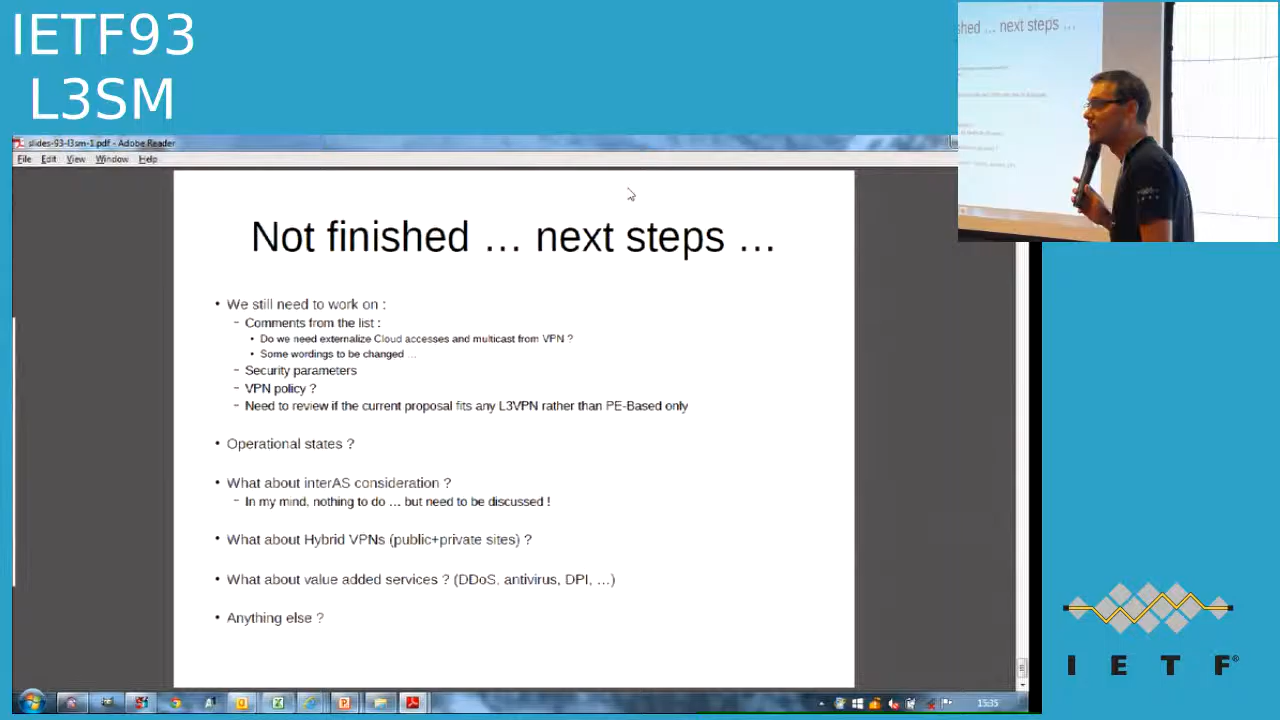 IETF93
L3SM
slides-93-l3sm-1.pdf - Adobe Reader
File Edit View Window Help
Not finished … next steps …
• We still need to work on :
– Comments from the list :
• Do we need externalize Cloud accesses and multicast from VPN ?
• Some wordings to be changed …
– Security parameters
– VPN policy ?
– Need to review if the current proposal fits any L3VPN rather than PE-Based only
• Operational states ?
• What about interAS consideration ?
– In my mind, nothing to do … but need to be discussed !
• What about Hybrid VPNs (public+private sites) ?
• What about value added services ? (DDoS, antivirus, DPI, …)
• Anything else ?
15:35
shed … next steps …
I E T F®